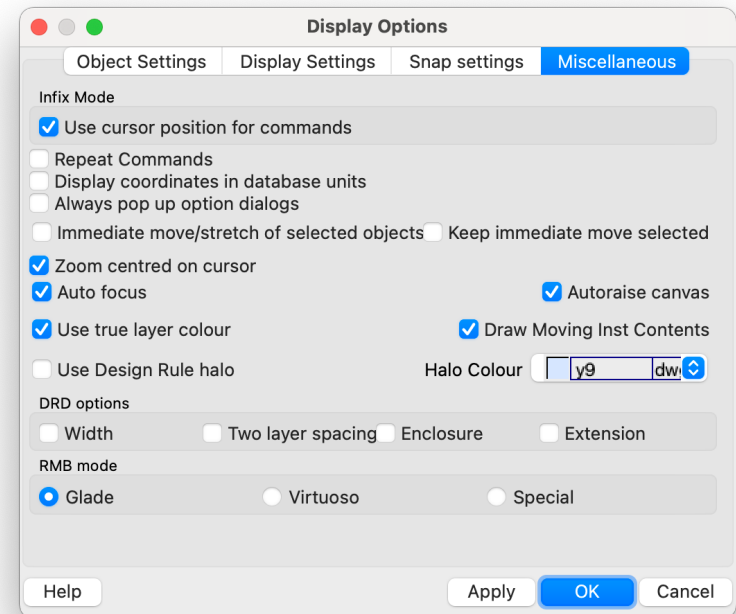 Display Options
Object Settings Display Settings Snap settings Miscellaneous
Infix Mode
Use cursor position for commands
Repeat Commands
Display coordinates in database units
Always pop up option dialogs
Immediate move/stretch of selected objects Keep immediate move selected
Zoom centred on cursor
Auto focus Autoraise canvas
Use true layer colour Draw Moving Inst Contents
Use Design Rule halo Halo Colour y9
DRD options
Width Two layer spacing Enclosure Extension
RMB mode
Glade Virtuoso Special
Help Apply OK Cancel